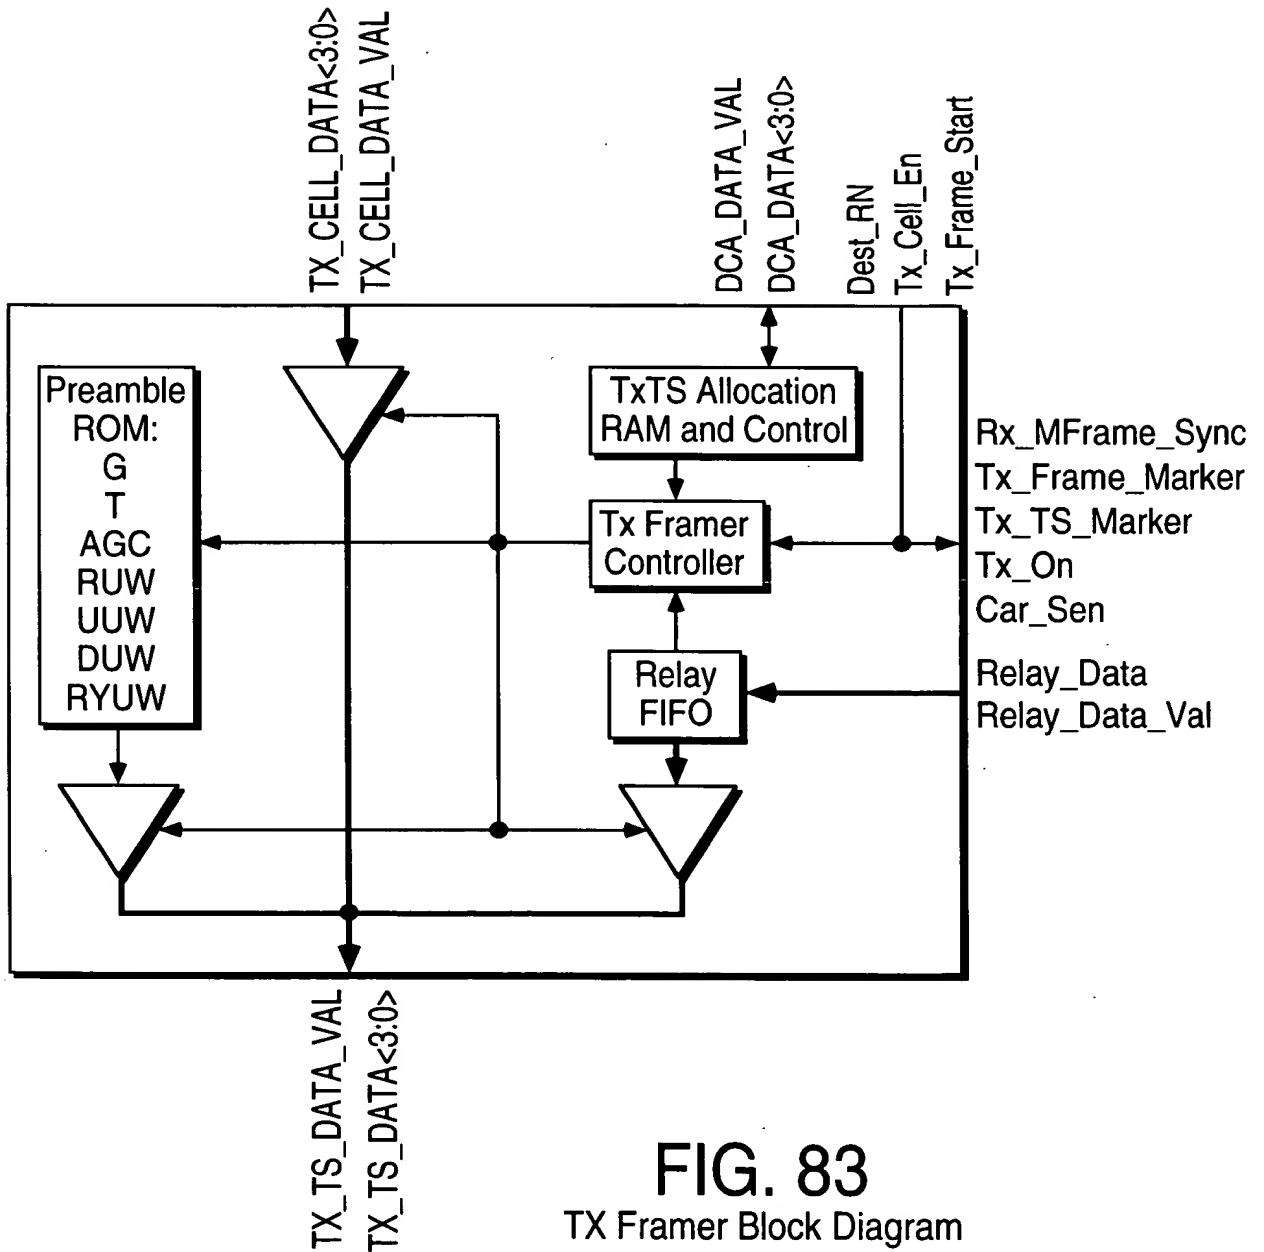 TX_CELL_DATA<3:0>
TX_CELL_DATA_VAL
DCA_DATA_VAL
DCA_DATA<3:0>
Dest_RN
Tx_Cell_En
Tx_Frame_Start
Preamble
ROM:
G
T
AGC
RUW
UUW
DUW
RYUW
TxTS Allocation
RAM and Control
Tx Framer
Controller
Relay
FIFO
Rx_MFrame_Sync
Tx_Frame_Marker
Tx_TS_Marker
Tx_On
Car_Sen
Relay_Data
Relay_Data_Val
TX_TS_DATA_VAL
TX_TS_DATA<3:0>
FIG. 83
TX Framer Block Diagram